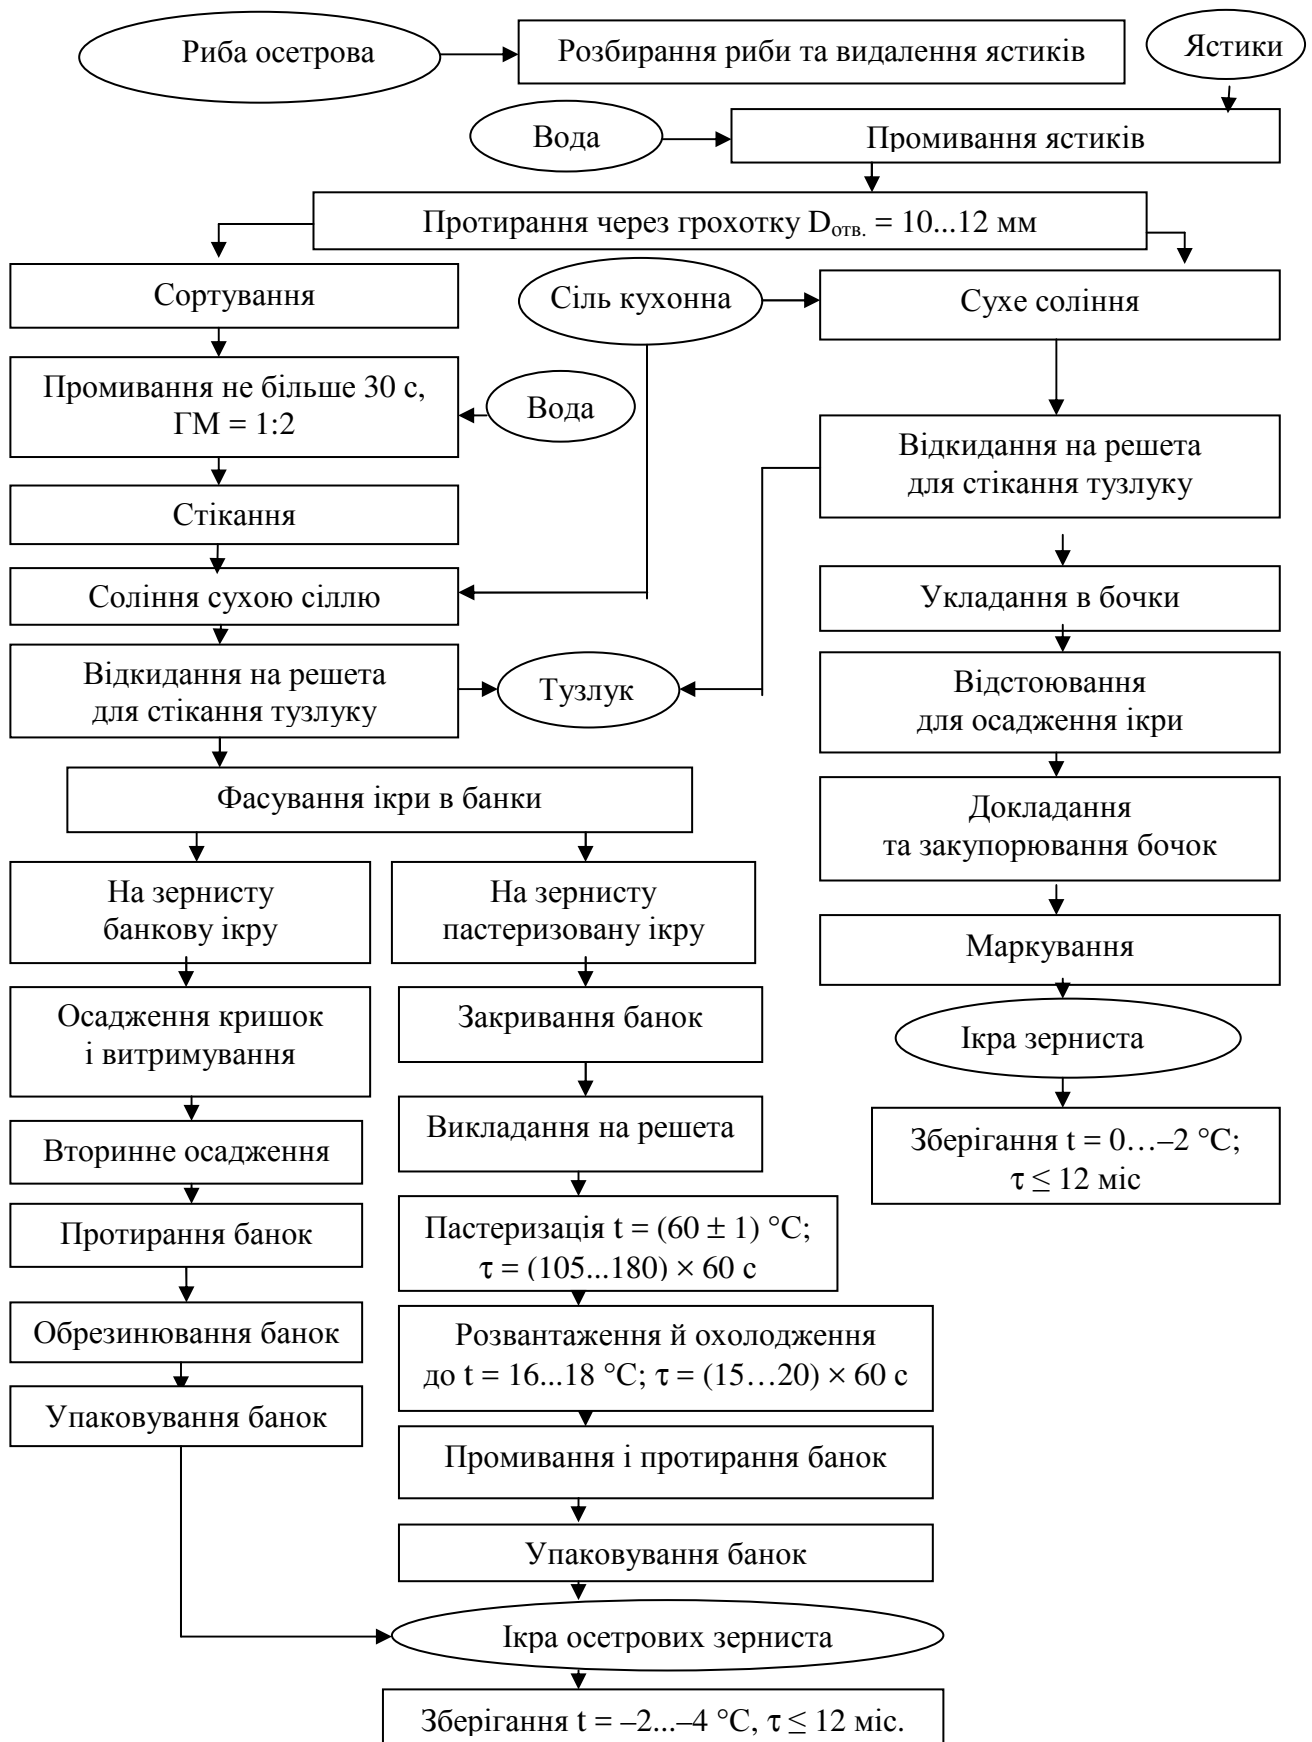 Риба осетрова
Розбирання риби та видалення ястиків
Ястики
Вода
Промивання ястиків
Протирання через грохотку Dотв. = 10...12 мм
Сортування
Сіль кухонна
Сухе соління
Промивання не більше 30 с,
ГМ = 1:2
Вода
Відкидання на решета
для стікання тузлуку
Стікання
Соління сухою сіллю
Укладання в бочки
Відкидання на решета
для стікання тузлуку
Тузлук
Відстоювання
для осадження ікри
Фасування ікри в банки
Докладання
та закупорювання бочок
На зернисту
банкову ікру
На зернисту
пастеризовану ікру
Маркування
Осадження кришок
і витримування
Закривання банок
Ікра зерниста
Вторинне осадження
Викладання на решета
Зберігання t = 0…–2 °С;
τ ≤ 12 міс
Протирання банок
Пастеризація t = (60 ± 1) °С;
τ = (105...180) × 60 с
Обрезинювання банок
Розвантаження й охолодження
до t = 16...18 °С; τ = (15…20) × 60 с
Упаковування банок
Промивання і протирання банок
Упаковування банок
Ікра осетрових зерниста
Зберігання t = –2...–4 °С, τ ≤ 12 міс.